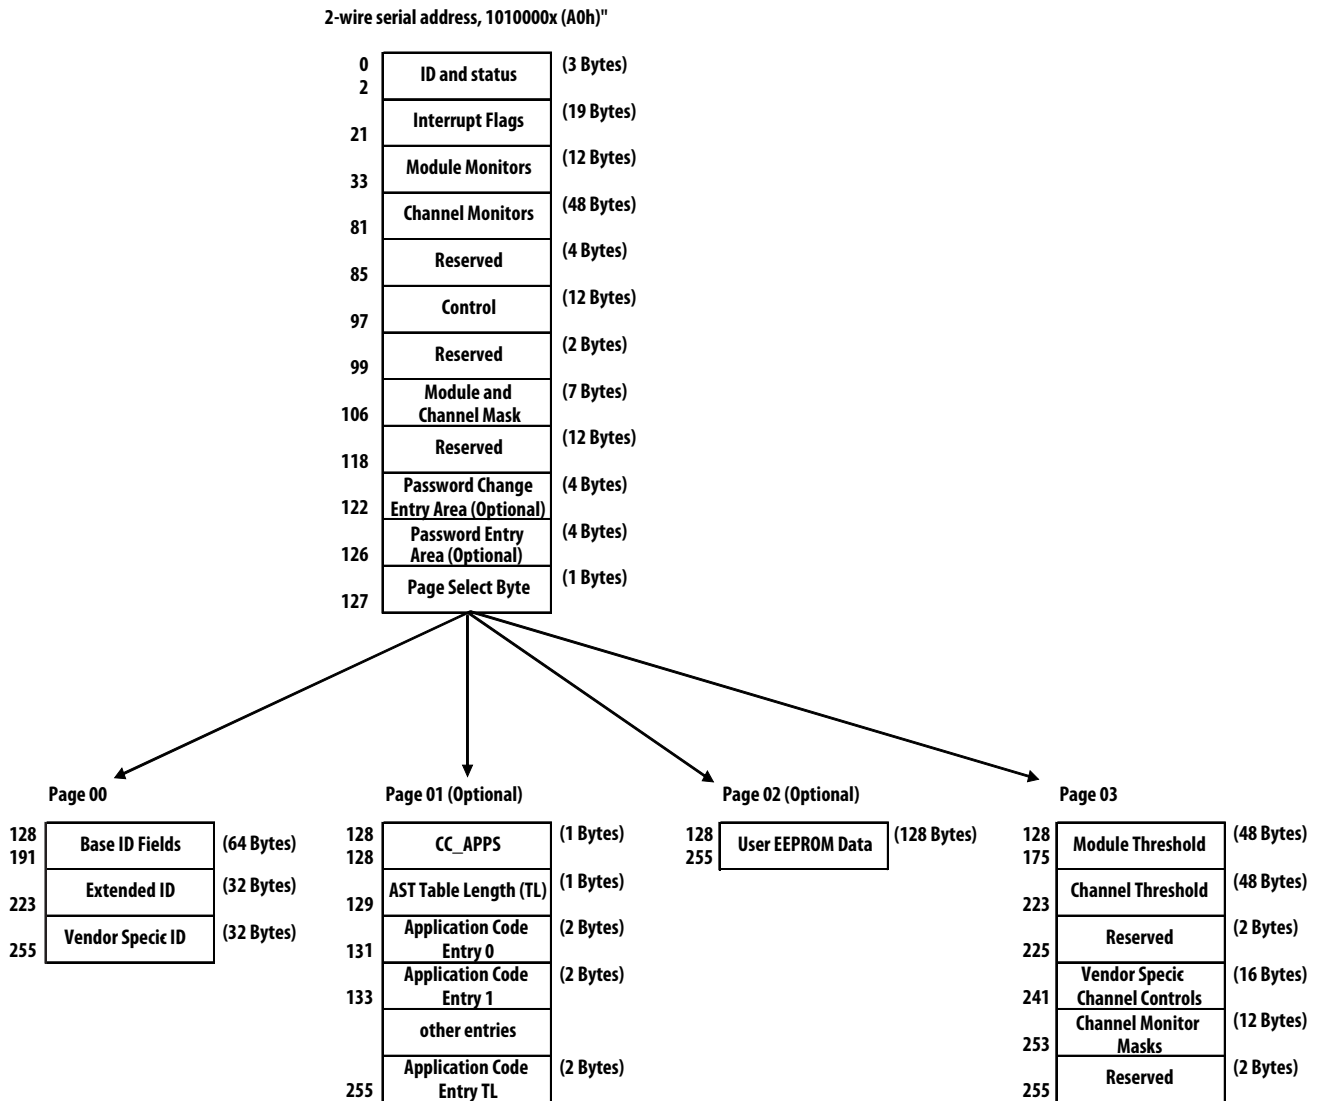 2-wire serial address, 1010000x (A0h)"
0
2
ID and status
(3 Bytes)
21
Interrupt Flags
(19 Bytes)
33
Module Monitors
(12 Bytes)
81
Channel Monitors
(48 Bytes)
85
Reserved
(4 Bytes)
97
Control
(12 Bytes)
99
Reserved
(2 Bytes)
106
Module and
Channel Mask
(7 Bytes)
118
Reserved
(12 Bytes)
122
Password Change
Entry Area (Optional)
(4 Bytes)
126
Password Entry
Area (Optional)
(4 Bytes)
127
Page Select Byte
(1 Bytes)
Page 00
128
191
Base ID Fields
(64 Bytes)
223
Extended ID
(32 Bytes)
255
Vendor Specic ID
(32 Bytes)
Page 01 (Optional)
128
128
CC_APPS
(1 Bytes)
129
AST Table Length (TL)
(1 Bytes)
131
Application Code
Entry 0
(2 Bytes)
133
Application Code
Entry 1
(2 Bytes)
other entries
255
Application Code
Entry TL
(2 Bytes)
Page 02 (Optional)
128
255
User EEPROM Data
(128 Bytes)
Page 03
128
175
Module Threshold
(48 Bytes)
223
Channel Threshold
(48 Bytes)
225
Reserved
(2 Bytes)
241
Vendor Specic
Channel Controls
(16 Bytes)
253
Channel Monitor
Masks
(12 Bytes)
255
Reserved
(2 Bytes)